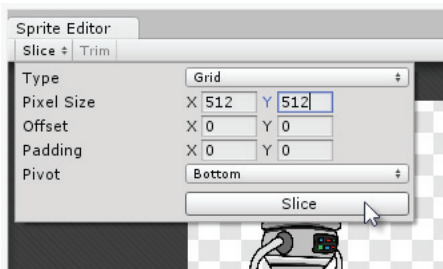 Sprite Editor
Slice Trim
Type Grid
Pixel Size X 512 Y 512
Offset X 0 Y 0
Padding X 0 Y 0
Pivot Bottom
Slice